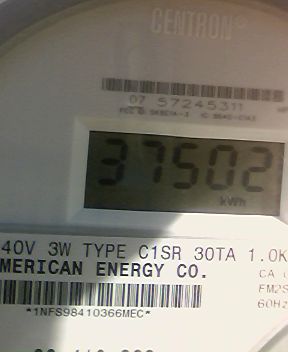 CENTRON®
07 57245311
37502
kWh
40V 3W TYPE C1SR 30TA 1.0K
MERICAN ENERGY CO.
CA
FM2S
60Hz
*1NFS98410366MEC*